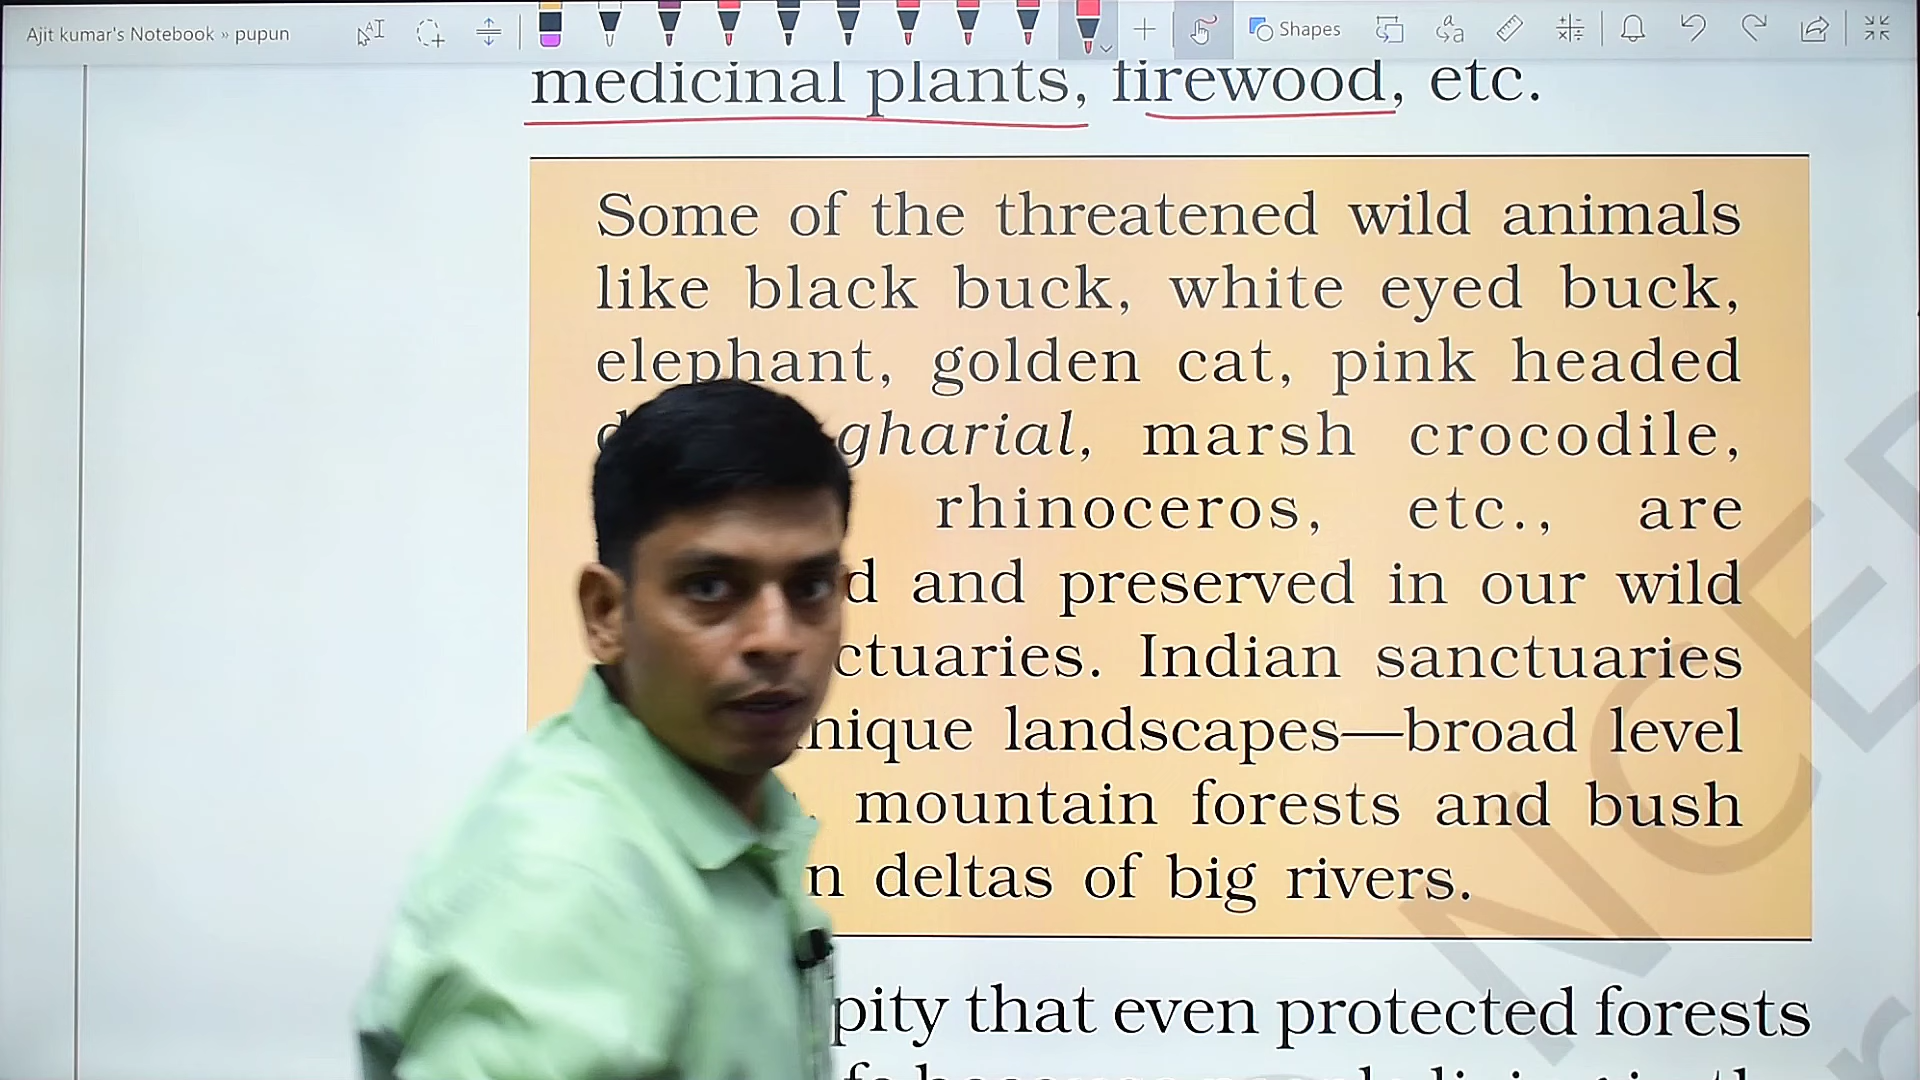 Ajit kumar's Notebook » pupun
Shapes
medicinal plants, firewood, etc.
Some of the threatened wild animals
like black buck, white eyed buck,
elephant, golden cat, pink headed
gharial, marsh crocodile,
rhinoceros, etc., are
and preserved in our wild
Indian sanctuaries
landscapes—broad level
mountain forests and bush
deltas of big rivers.
pity that even protected forests
NCER